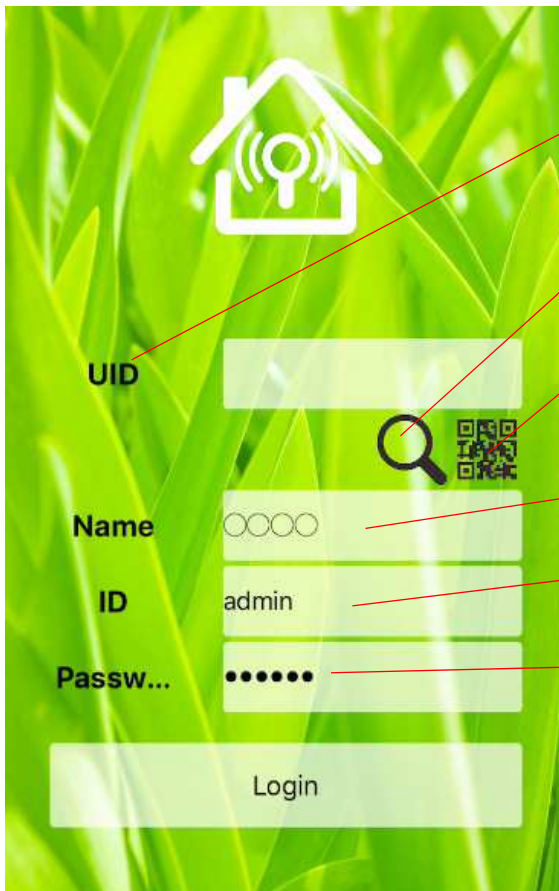 UID
Name ○○○○
ID admin
Passw... ●●●●●●
Login